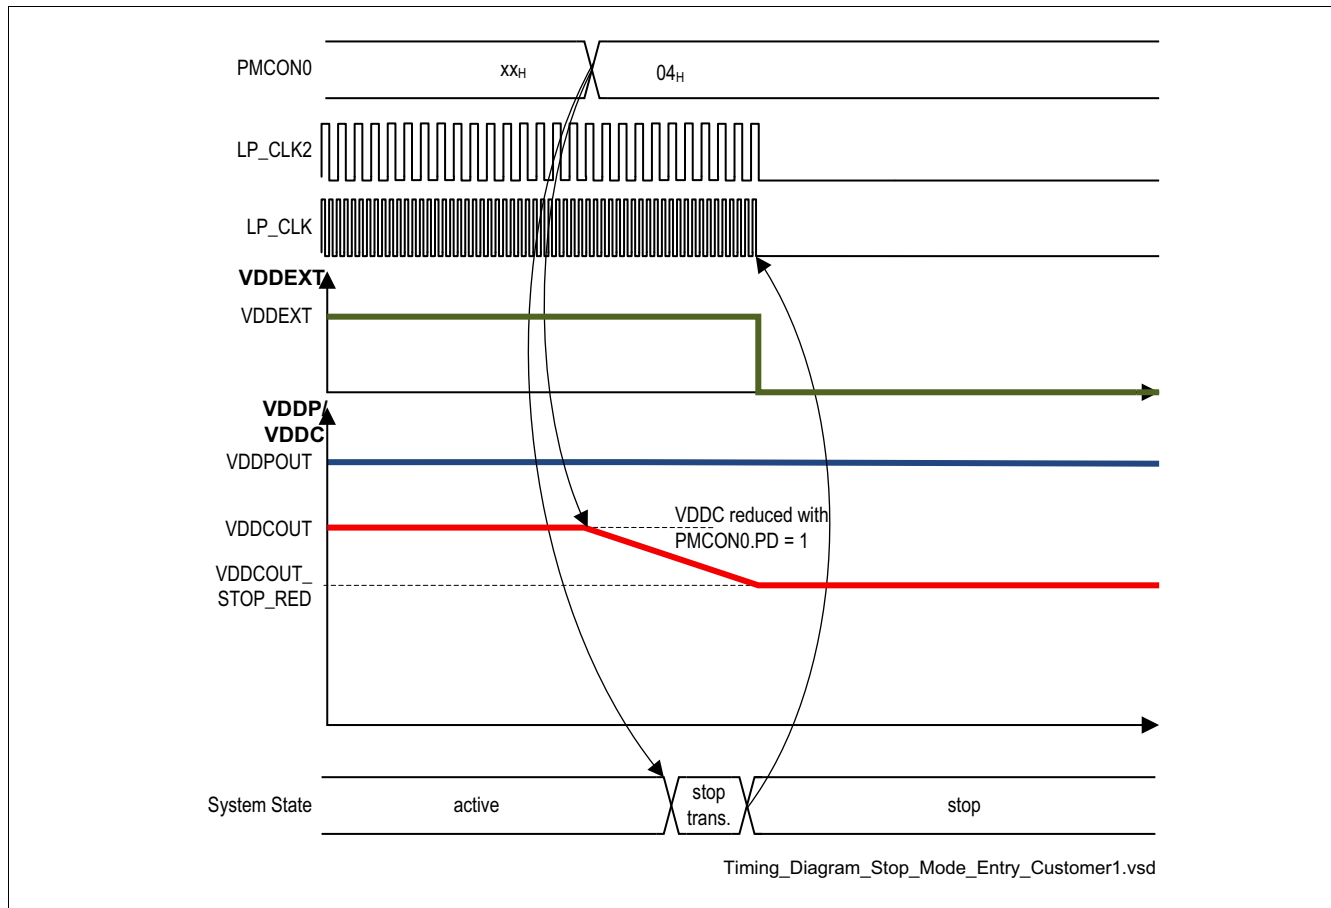 PMCON0
xxH
04H
LP_CLK2
LP_CLK
VDDEXT
VDDEXT
VDDP/
VDDC
VDDPOUT
VDDCOUT
VDDC reduced with
PMCON0.PD = 1
VDDCOUT_
STOP_RED
System State
active
stop
trans.
stop
Timing_Diagram_Stop_Mode_Entry_Customer1.vsd